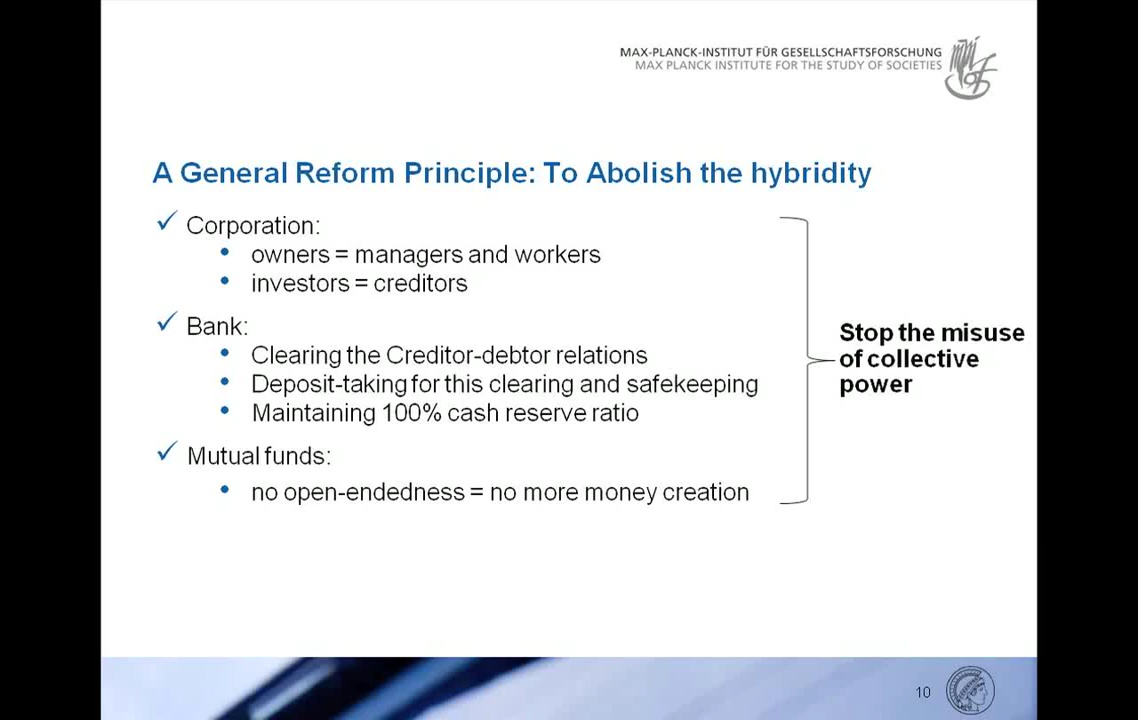 MAX-PLANCK-INSTITUT FÜR GESELLSCHAFTSFORSCHUNG
MAX PLANCK INSTITUTE FOR THE STUDY OF SOCIETIES
A General Reform Principle: To Abolish the hybridity
Corporation:
owners = managers and workers
investors = creditors
Bank:
Clearing the Creditor-debtor relations
Deposit-taking for this clearing and safekeeping
Maintaining 100% cash reserve ratio
Mutual funds:
no open-endedness = no more money creation
Stop the misuse
of collective
power
10